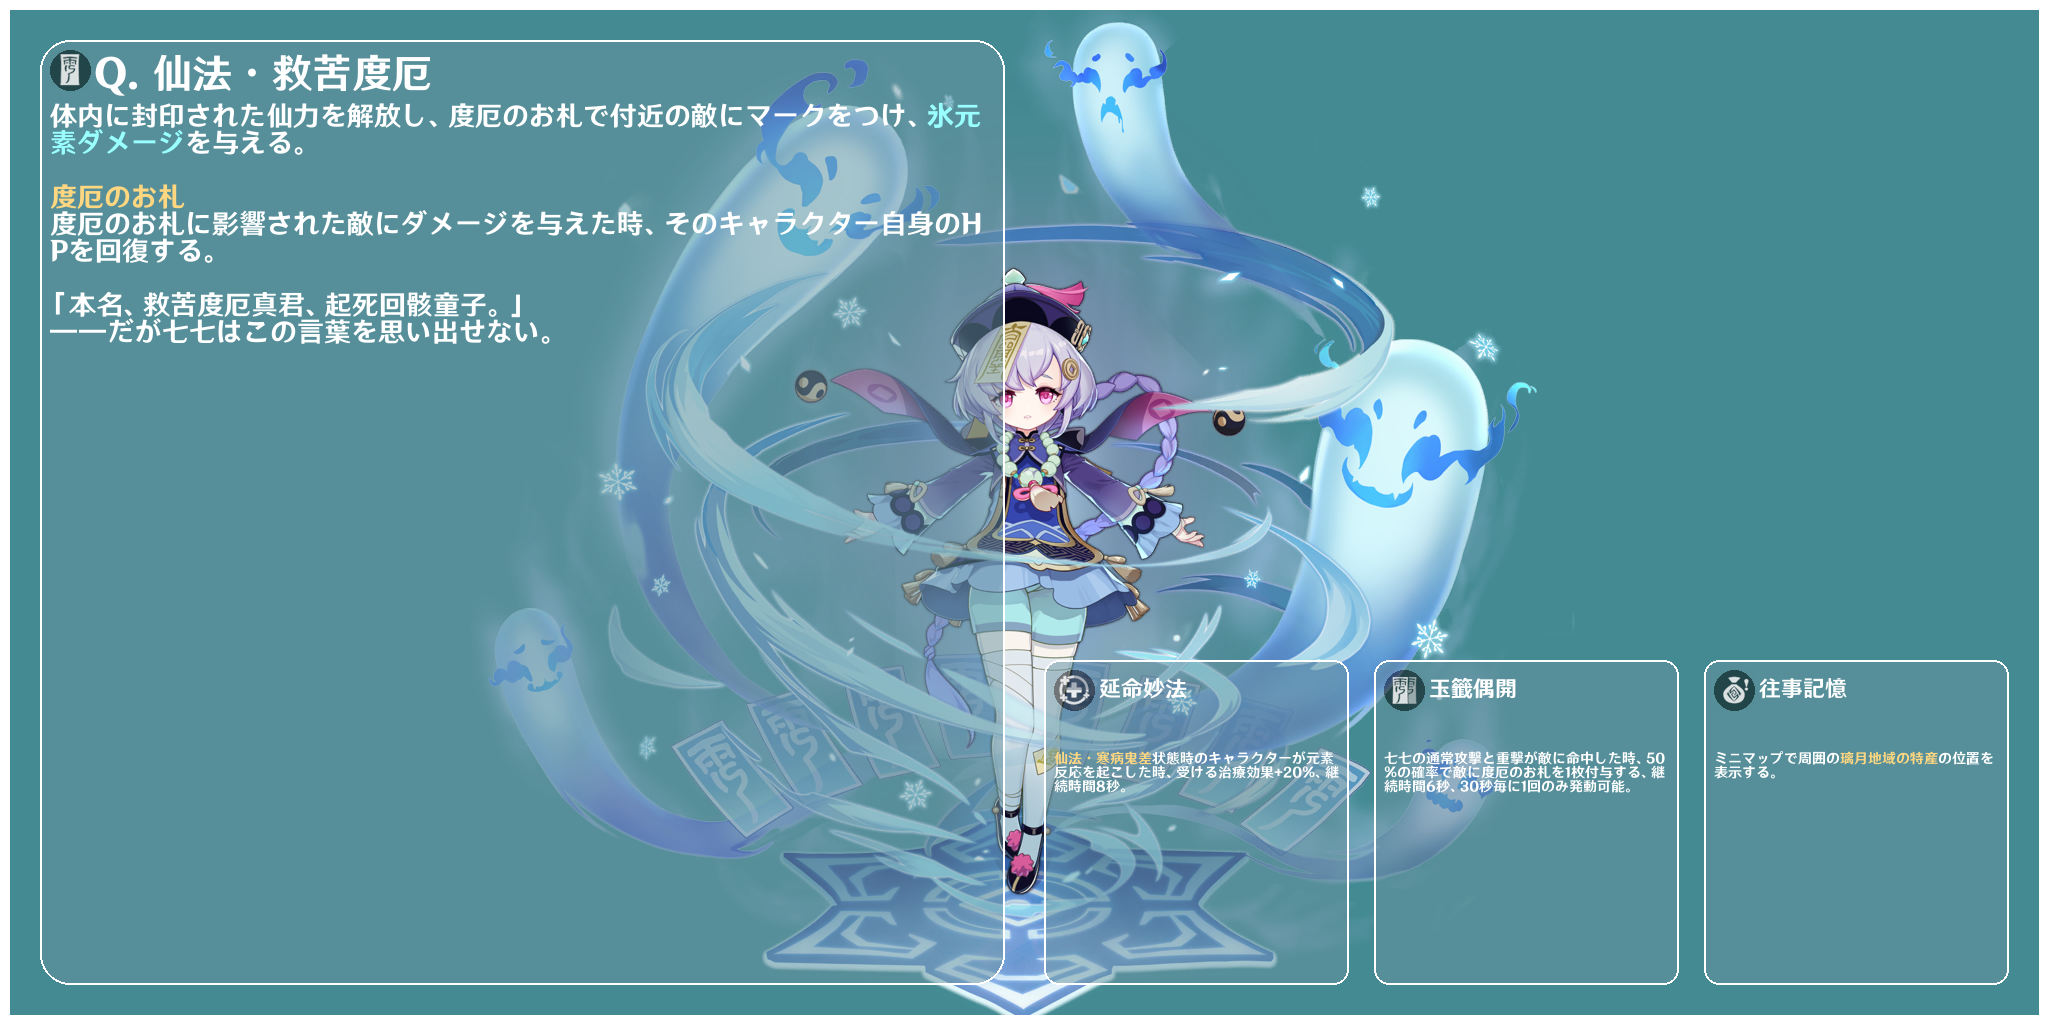 Q. 仙法・救苦度厄
体内に封印された仙力を解放し、度厄のお札で付近の敵にマークをつけ、氷元
素ダメージを与える。
度厄のお札
度厄のお札に影響された敵にダメージを与えた時、そのキャラクター自身のH
Pを回復する。
「本名、救苦度厄真君、起死回骸童子。」
——だが七七はこの言葉を思い出せない。
延命妙法
仙法・寒病鬼差状態時のキャラクターが元素
反応を起こした時、受ける治療効果+20%、継
続時間8秒。
玉籤偶開
七七の通常攻撃と重撃が敵に命中した時、50
%の確率で敵に度厄のお札を1枚付与する、継
続時間6秒、30秒毎に1回のみ発動可能。
往事記憶
ミニマップで周囲の璃月地域の特産の位置を
表示する。